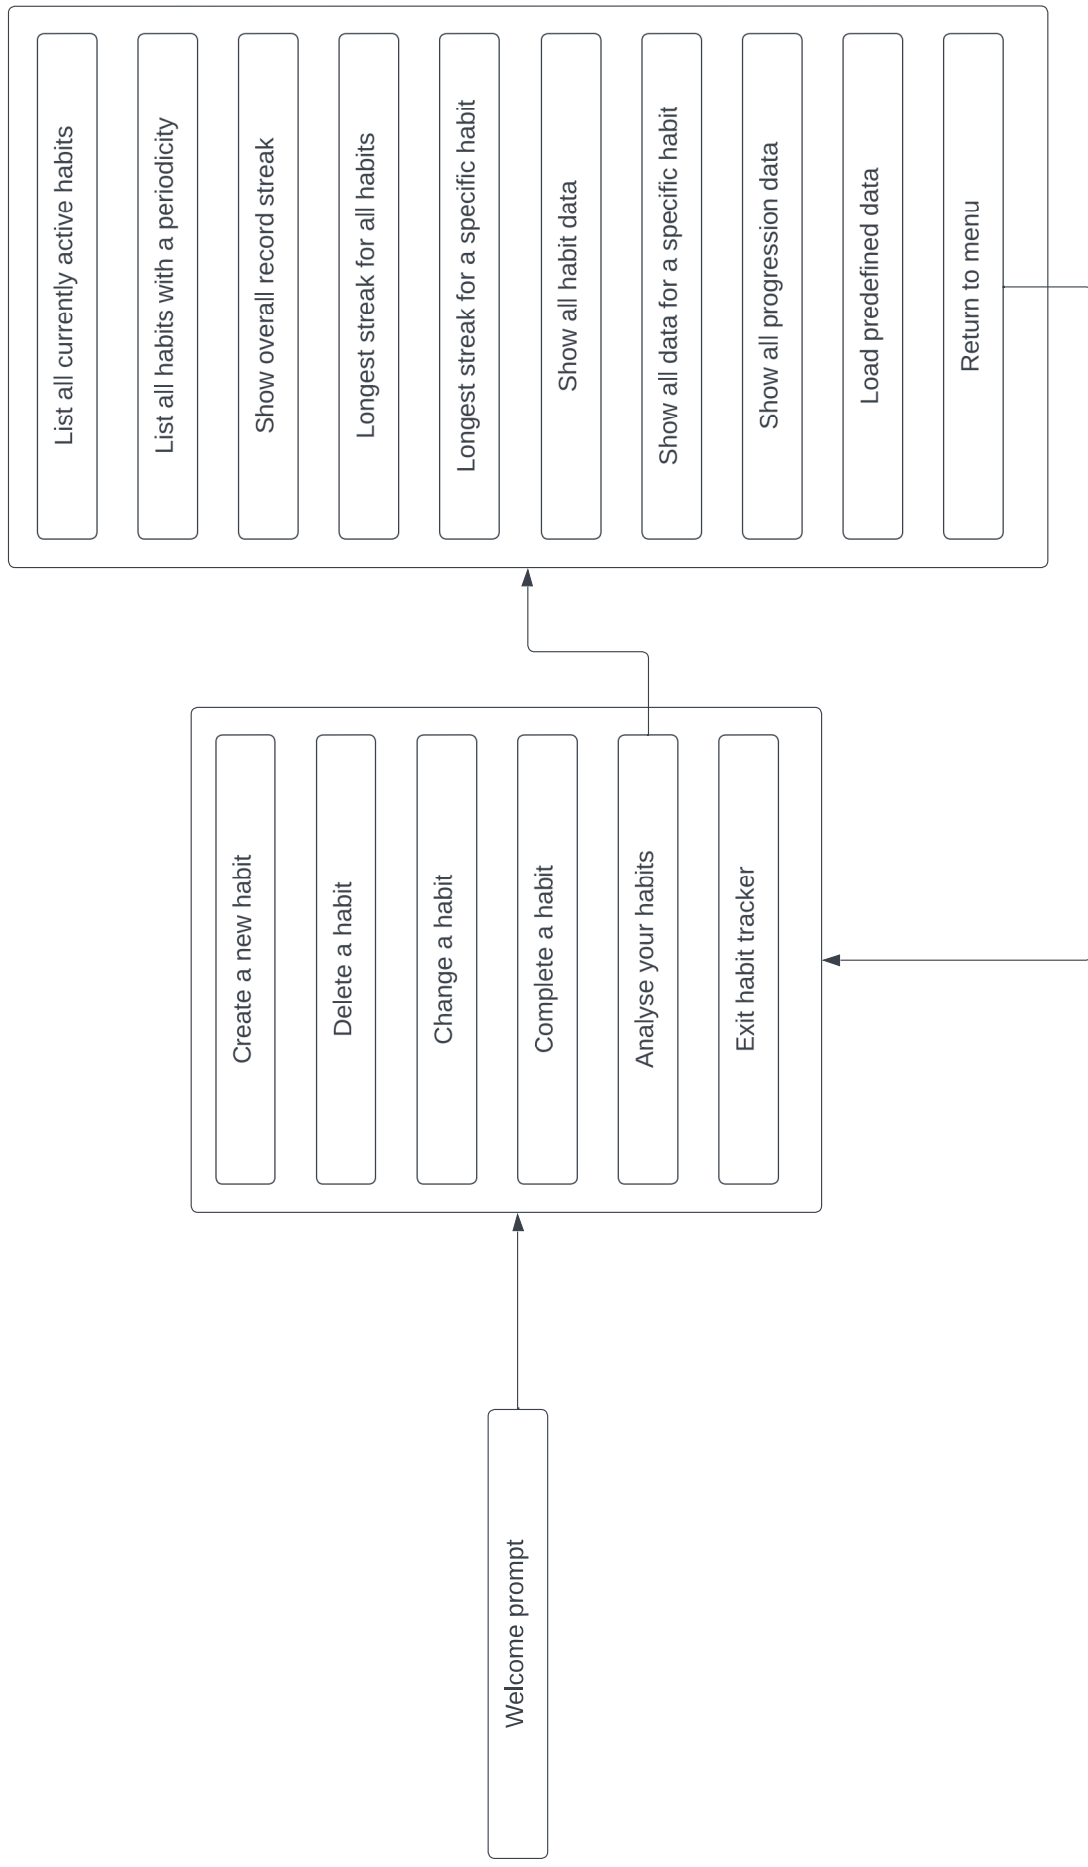 Welcome prompt
Create a new habit
Delete a habit
Change a habit
Complete a habit
Analyse your habits
Exit habit tracker
List all currently active habits
List all habits with a periodicity
Show overall record streak
Longest streak for all habits
Longest streak for a specific habit
Show all habit data
Show all data for a specific habit
Show all progression data
Load predefined data
Return to menu